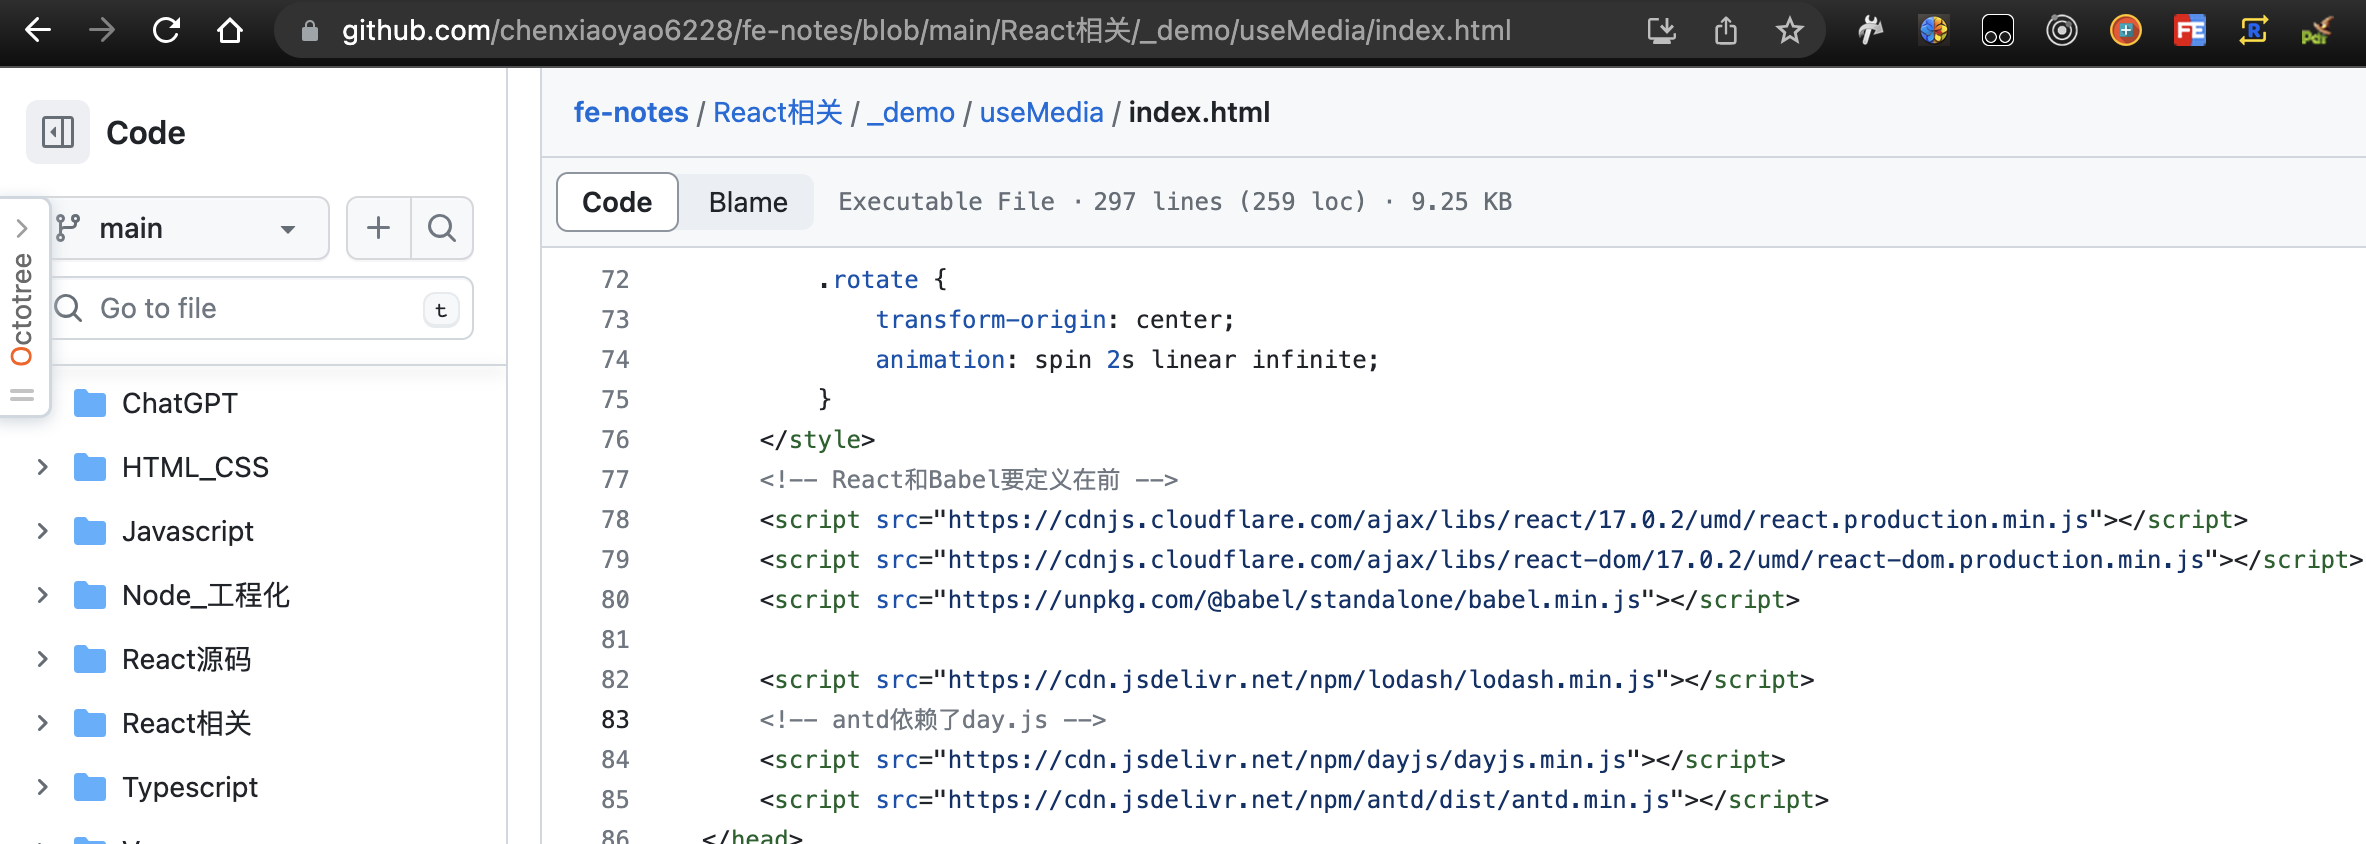 github.com/chenxiaoyao6228/fe-notes/blob/main/React相关/_demo/useMedia/index.html
Code
main
Octotree
Go to file
t
ChatGPT
HTML_CSS
Javascript
Node_工程化
React源码
React相关
Typescript
fe-notes / React相关 / _demo / useMedia / index.html
Code Blame Executable File · 297 lines (259 loc) · 9.25 KB
72 .rotate {
73 transform-origin: center;
74 animation: spin 2s linear infinite;
75 }
76 </style>
77 <!-- React和Babel要定义在前 -->
78 <script src="https://cdnjs.cloudflare.com/ajax/libs/react/17.0.2/umd/react.production.min.js"></script>
79 <script src="https://cdnjs.cloudflare.com/ajax/libs/react-dom/17.0.2/umd/react-dom.production.min.js"></script>
80 <script src="https://unpkg.com/@babel/standalone/babel.min.js"></script>
81
82 <script src="https://cdn.jsdelivr.net/npm/lodash/lodash.min.js"></script>
83 <!-- antd依赖了day.js -->
84 <script src="https://cdn.jsdelivr.net/npm/dayjs/dayjs.min.js"></script>
85 <script src="https://cdn.jsdelivr.net/npm/antd/dist/antd.min.js"></script>
86 </head>